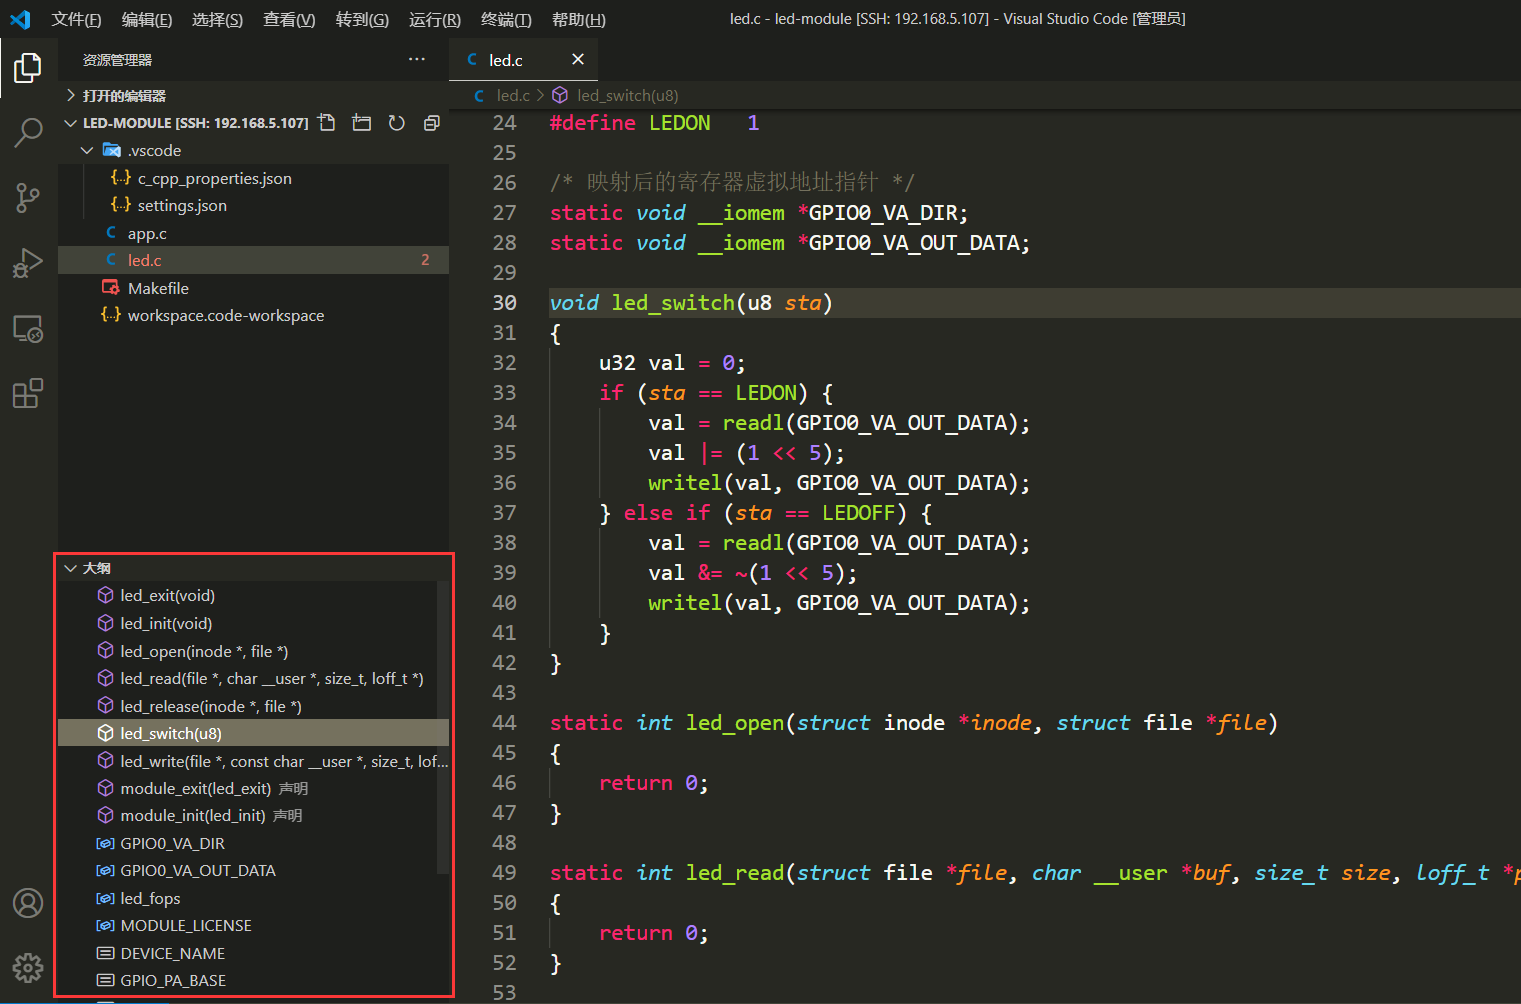 文件(F) 编辑(E) 选择(S) 查看(V) 转到(G) 运行(R) 终端(T) 帮助(H) led.c - led-module [SSH: 192.168.5.107] - Visual Studio Code [管理员]
资源管理器
打开的编辑器
LED-MODULE [SSH: 192.168.5.107]
.vscode
{..} c_cpp_properties.json
{..} settings.json
C app.c
C led.c 2
Makefile
{..} workspace.code-workspace
大纲
led_exit(void)
led_init(void)
led_open(inode *, file *)
led_read(file *, char __user *, size_t, loff_t *)
led_release(inode *, file *)
led_switch(u8)
led_write(file *, const char __user *, size_t, lof...
module_exit(led_exit) 声明
module_init(led_init) 声明
GPIO0_VA_DIR
GPIO0_VA_OUT_DATA
led_fops
MODULE_LICENSE
DEVICE_NAME
GPIO_PA_BASE
C led.c ×
C led.c > led_switch(u8)
24 #define LEDON   1
25
26 /* 映射后的寄存器虚拟地址指针 */
27 static void __iomem *GPIO0_VA_DIR;
28 static void __iomem *GPIO0_VA_OUT_DATA;
29
30 void led_switch(u8 sta)
31 {
32     u32 val = 0;
33     if (sta == LEDON) {
34         val = readl(GPIO0_VA_OUT_DATA);
35         val |= (1 << 5);
36         writel(val, GPIO0_VA_OUT_DATA);
37     } else if (sta == LEDOFF) {
38         val = readl(GPIO0_VA_OUT_DATA);
39         val &= ~(1 << 5);
40         writel(val, GPIO0_VA_OUT_DATA);
41     }
42 }
43
44 static int led_open(struct inode *inode, struct file *file)
45 {
46     return 0;
47 }
48
49 static int led_read(struct file *file, char __user *buf, size_t size, loff_t *p
50 {
51     return 0;
52 }
53